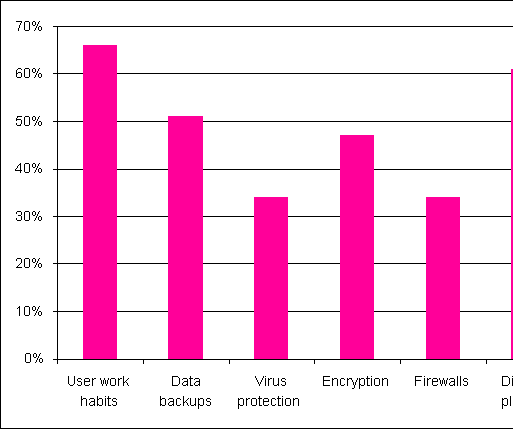 70%
60%
50%
40%
30%
20%
10%
0%
User work habits
Data backups
Virus protection
Encryption
Firewalls